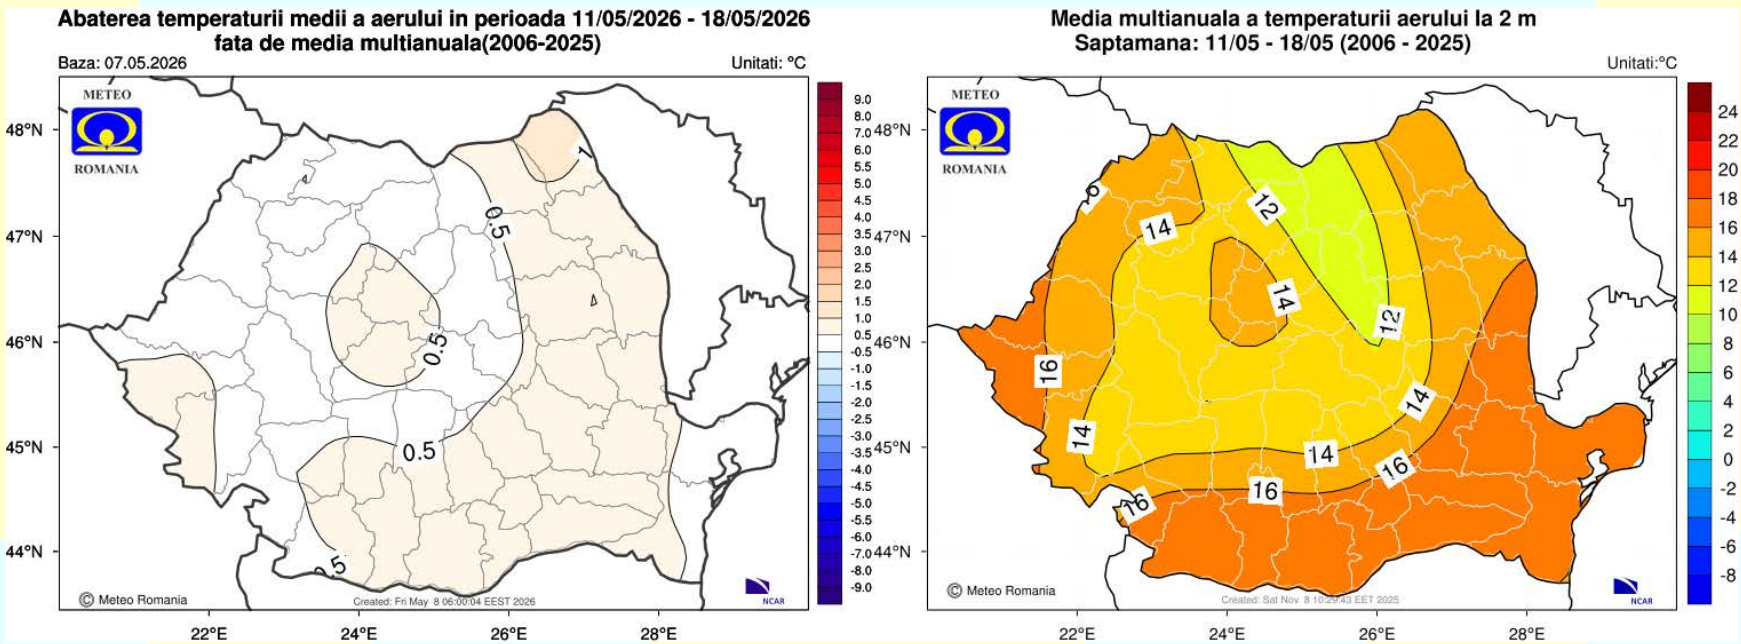 Abaterea temperaturii medii a aerului in perioada 11/05/2026 - 18/05/2026
fata de media multianuala(2006-2025)
Baza: 07.05.2026
Unitati: °C
METEO
ROMANIA
48°N
47°N
46°N
45°N
44°N
22°E
24°E
26°E
28°E
1
0.5
0.5
0.5
0.5
© Meteo Romania
Created: Fri May 8 06:00:04 EEST 2026
NCAR
9.0
8.0
7.0
6.0
5.5
5.0
4.5
4.0
3.5
3.0
2.5
2.0
1.5
1.0
0.5
-0.5
-1.0
-1.5
-2.0
-2.5
-3.0
-3.5
-4.0
-4.5
-5.0
-5.5
-6.0
-7.0
-8.0
-9.0
Media multianuala a temperaturii aerului la 2 m
Saptamana: 11/05 - 18/05 (2006 - 2025)
Unitati:°C
METEO
ROMANIA
48°N
47°N
46°N
45°N
44°N
22°E
24°E
26°E
28°E
6
14
12
14
12
16
14
14
14
16
16
16
© Meteo Romania
Created: Sat Nov 8 10:29:43 EET 2025
NCAR
24
22
20
18
16
14
12
10
8
6
4
2
0
-2
-4
-6
-8